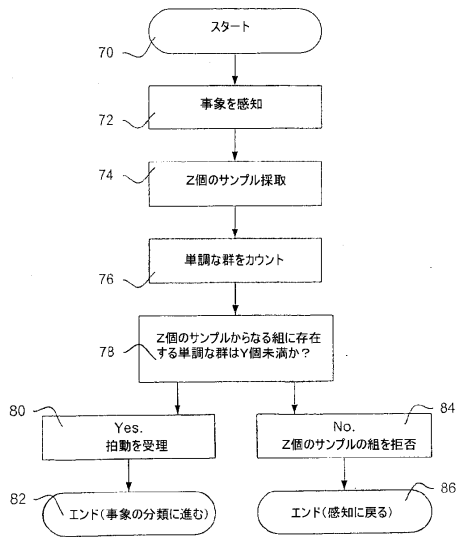 スタート
70
事象を感知
72
Z個のサンプル採取
74
単調な群をカウント
76
Z個のサンプルからなる組に存在
する単調な群はY個未満か?
78
80
Yes.
拍動を受理
84
No.
Z個のサンプルの組を拒否
82
エンド(事象の分類に進む)
86
エンド(感知に戻る)